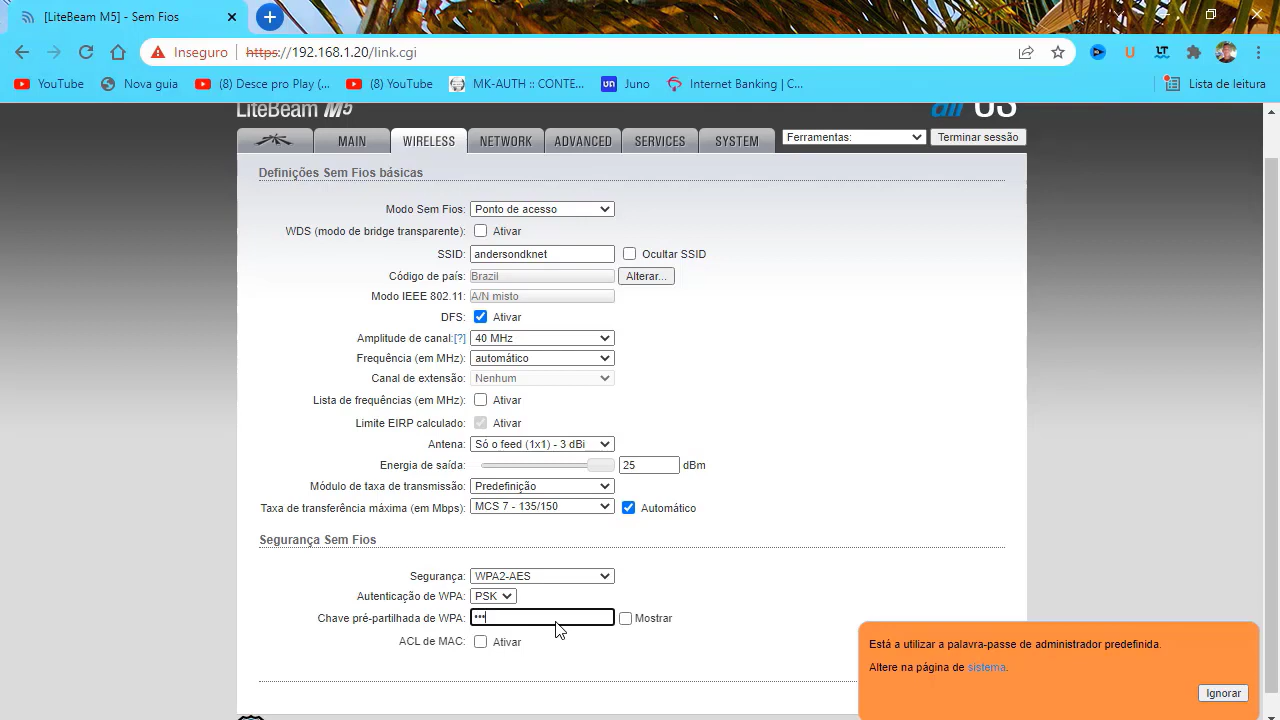 [LiteBeam M5] - Sem Fios
Inseguro https://192.168.1.20/link.cgi
YouTube Nova guia (8) Desce pro Play (... (8) YouTube MK-AUTH :: CONTE... Juno Internet Banking | C... Lista de leitura
LiteBeam M5 air OS
MAIN WIRELESS NETWORK ADVANCED SERVICES SYSTEM Ferramentas: Terminar sessão
Definições Sem Fios básicas
Modo Sem Fios: Ponto de acesso
WDS (modo de bridge transparente): Ativar
SSID: andersondknet Ocultar SSID
Código de país: Brazil Alterar...
Modo IEEE 802.11: A/N misto
DFS: Ativar
Amplitude de canal:[?] 40 MHz
Frequência (em MHz): automático
Canal de extensão: Nenhum
Lista de frequências (em MHz): Ativar
Limite EIRP calculado: Ativar
Antena: Só o feed (1x1) - 3 dBi
Energia de saída: 25 dBm
Módulo de taxa de transmissão: Predefinição
Taxa de transferência máxima (em Mbps): MCS 7 - 135/150 Automático
Segurança Sem Fios
Segurança: WPA2-AES
Autenticação de WPA: PSK
Chave pré-partilhada de WPA: ••• Mostrar
ACL de MAC: Ativar
Está a utilizar a palavra-passe de administrador predefinida.
Altere na página de sistema.
Ignorar